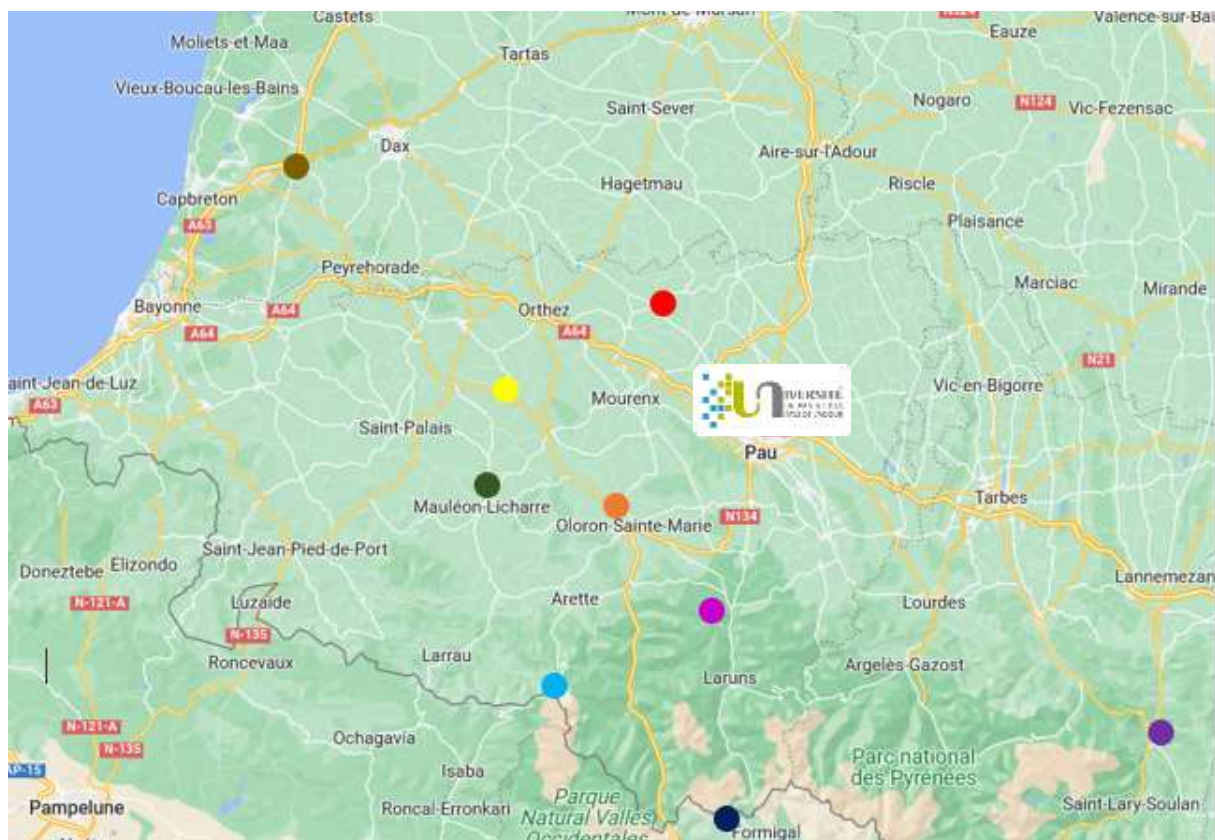 Castets
Mont-de-Marsan
N524
Valence-sur-Baï
Moliets-et-Maa
Eauze
Tartas
Vieux-Boucau-les-Bains
Saint-Sever
Nogaro
N124
Vic-Fezensac
Dax
Aire-sur-l'Adour
Hagetmau
Riscle
Capbreton
Plaisance
A63
Peyrehorade
Marciac
Mirande
Bayonne
A64
Orthez
A64
A64
N21
aint-Jean-de-Luz
Vic-en-Bigorre
A63
Mourenx
UNIVERSITÉ
Saint-Palais
Pau
Mauléon-Licharre
Tarbes
Oloron-Sainte-Marie
N134
Saint-Jean-Pied-de-Port
Doneztebe
Elizondo
Lannemezan
N-121-A
Luzaide
Arette
Lourdes
N-135
Roncevaux
Larrau
Argelès-Gazost
Laruns
N-121-A
Ochagavía
N-135
Parc national
des Pyrénées
AP-15
Isaba
Pampelune
Roncal-Erronkari
Parque
Natural Valles
Occidentales
Saint-Lary-Soulan
Formigal